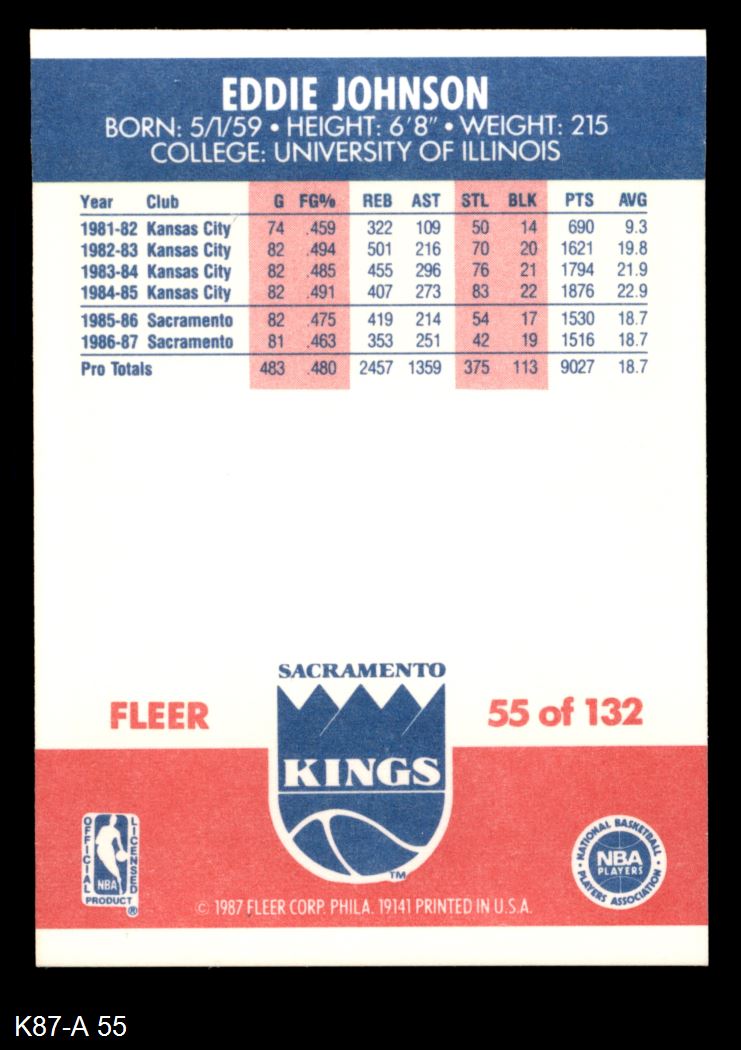 EDDIE JOHNSON
BORN: 5/1/59 • HEIGHT: 6'8" • WEIGHT: 215
COLLEGE: UNIVERSITY OF ILLINOIS
Year Club G FG% REB AST STL BLK PTS AVG
1981-82 Kansas City 74 .459 322 109 50 14 690 9.3
1982-83 Kansas City 82 .494 501 216 70 20 1621 19.8
1983-84 Kansas City 82 .485 455 296 76 21 1794 21.9
1984-85 Kansas City 82 .491 407 273 83 22 1876 22.9
1985-86 Sacramento 82 .475 419 214 54 17 1530 18.7
1986-87 Sacramento 81 .463 353 251 42 19 1516 18.7
Pro Totals 483 .480 2457 1359 375 113 9027 18.7
SACRAMENTO
FLEER
55 of 132
KINGS
TM
OFFICIAL
LICENSED
NBA
PRODUCT
®
NATIONAL BASKETBALL
NBA
PLAYERS
PLAYERS ASSOCIATION
© 1987 FLEER CORP. PHILA. 19141 PRINTED IN U.S.A.
K87-A 55